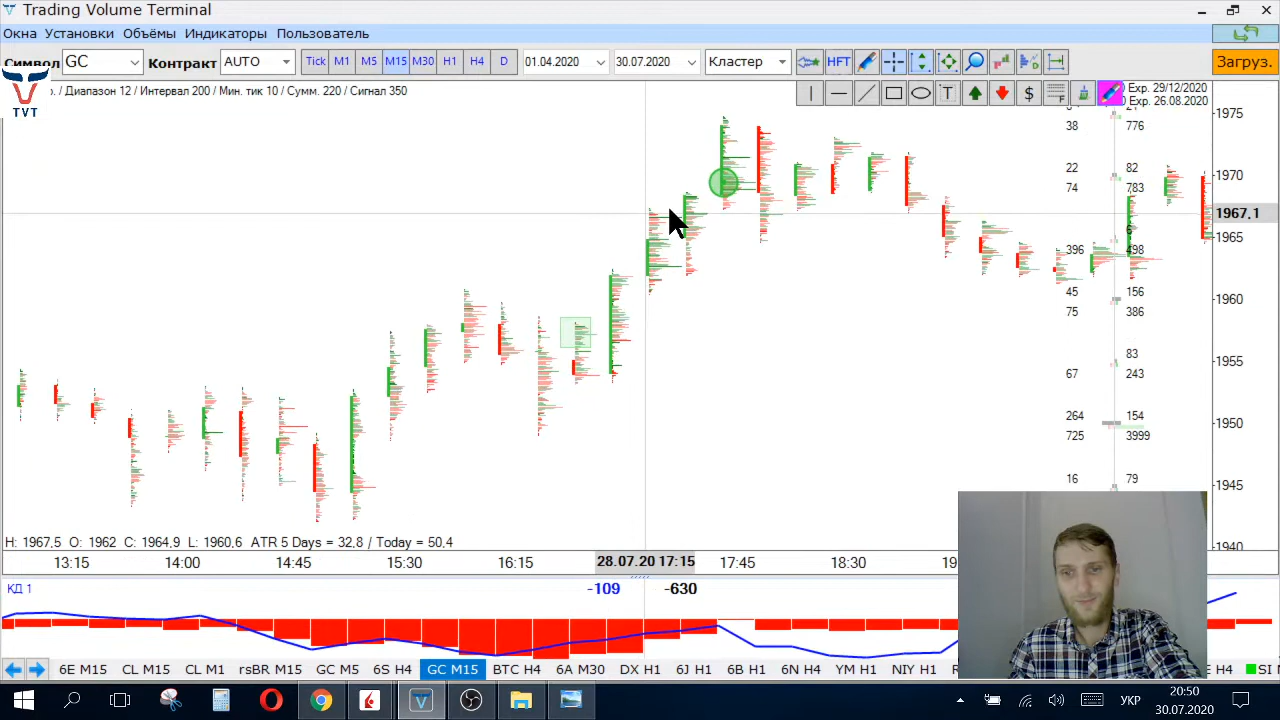 Trading Volume Terminal
Окна Установки Объёмы Индикаторы Пользователь
Символ GC Контракт AUTO Tick M1 M5 M15 M30 H1 H4 D 01.04.2020 30.07.2020 Кластер HFT Загруз.
/ Диапазон 12 / Интервал 200 / Мин. тик 10 / Сумм. 220 / Сигнал 350
TVT
T $ F Exp. 29/12/2020
Exp. 26.08.2020
1975
38 776
22 82
1970
74 783
1967,1
6
1965
396 498
45 156
1960
75 386
83
1955
67 243
264 154
1950
725 3999
16 79
1945
H: 1967,5 O: 1962 C: 1964,9 L: 1960,6 ATR 5 Days = 32,8 / Today = 50,4
1940
13:15 14:00 14:45 15:30 16:15 28.07.20 17:15 17:45 18:30
КД 1 -109 -630
6E M15 CL M15 CL M1 rsBR M15 GC M5 6S H4 GC M15 BTC H4 6A M30 DX H1 6J H1 6B H1 6N H4 YM H1 NIY H1 E H4 SI M
УКР
20:50
30.07.2020